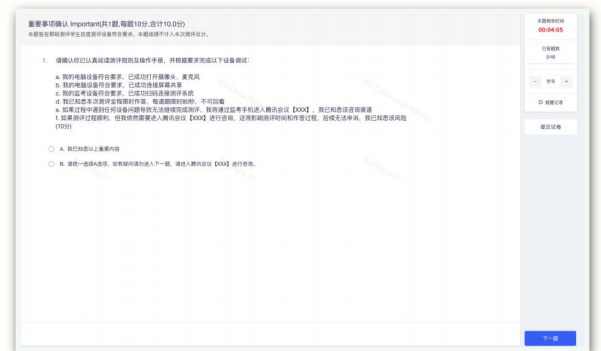 重要事项确认 Important(共1题,每题10分,合计10.0分)
本题旨在帮助测评学生自查测评设备符合要求，本题成绩不计入本次测评总分。
1. 请确认您已认真阅读测评规则及操作手册，并根据要求完成以下设备调试：
a. 我的电脑设备符合要求，已成功打开摄像头、麦克风
b. 我的电脑设备符合要求，已成功连接屏幕共享
c. 我的监考设备符合要求，已成功扫码连接测评系统
d. 我已知悉本次测评全程限时作答，每道题限时80秒，不可回看
e. 如果过程中遇到任何设备问题导致无法继续完成测评，我将通过监考手机进入腾讯会议【XXX】，我已知悉该咨询渠道
f. 如果测评过程顺利，但我依然需要进入腾讯会议【XXX】进行咨询，这将影响测评时间和作答过程，后续无法申诉，我已知悉该风险
(10分)
A. 我已知悉以上重要内容
B. 请统一选择A选项，如有疑问请勿进入下一题，请进入腾讯会议【XXX】进行咨询。
本题剩余时间
00:04:05
已答题数
0/48
- 字号 +
提交试卷
下一题